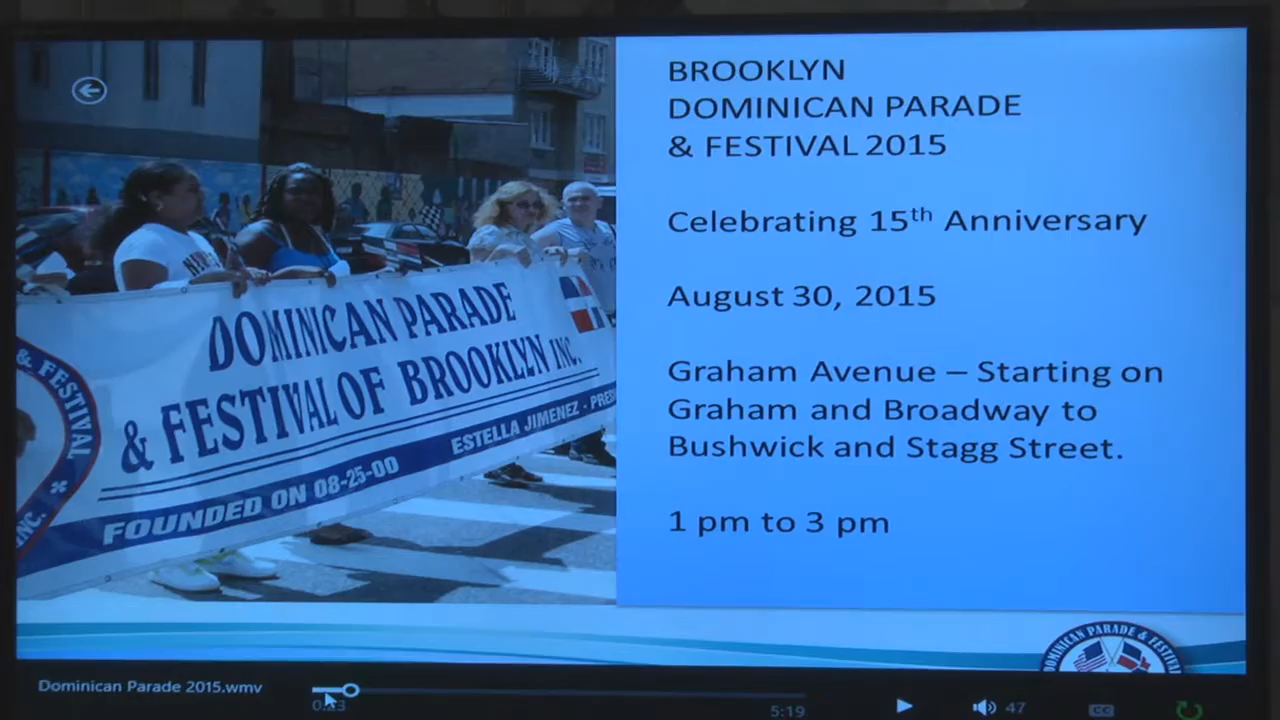 BROOKLYN
DOMINICAN PARADE
& FESTIVAL 2015
Celebrating 15th Anniversary
August 30, 2015
Graham Avenue – Starting on
Graham and Broadway to
Bushwick and Stagg Street.
1 pm to 3 pm
DOMINICAN PARADE
& FESTIVAL OF BROOKLYN INC.
ESTELLA JIMENEZ -
FOUNDED ON 08-25-00
& FESTIVAL
INC.
DOMINICAN PARADE & FESTIVAL
Dominican Parade 2015.wmv
5:19
47
CC